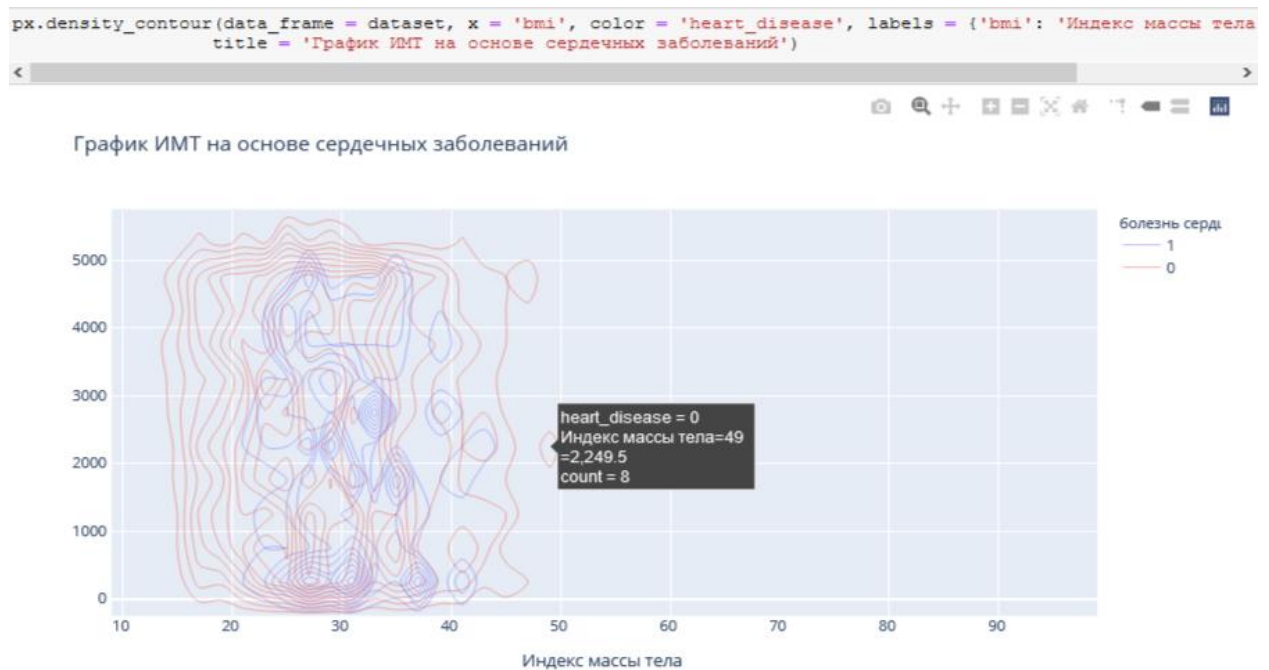 px.density_contour(data_frame = dataset, x = 'bmi', color = 'heart_disease', labels = {'bmi': 'Индекс массы тела
title = 'График ИМТ на основе сердечных заболеваний')
График ИМТ на основе сердечных заболеваний
болезнь сердц
1
0
5000
4000
3000
2000
1000
0
heart_disease = 0
Индекс массы тела=49
=2,249.5
count = 8
10 20 30 40 50 60 70 80 90
Индекс массы тела